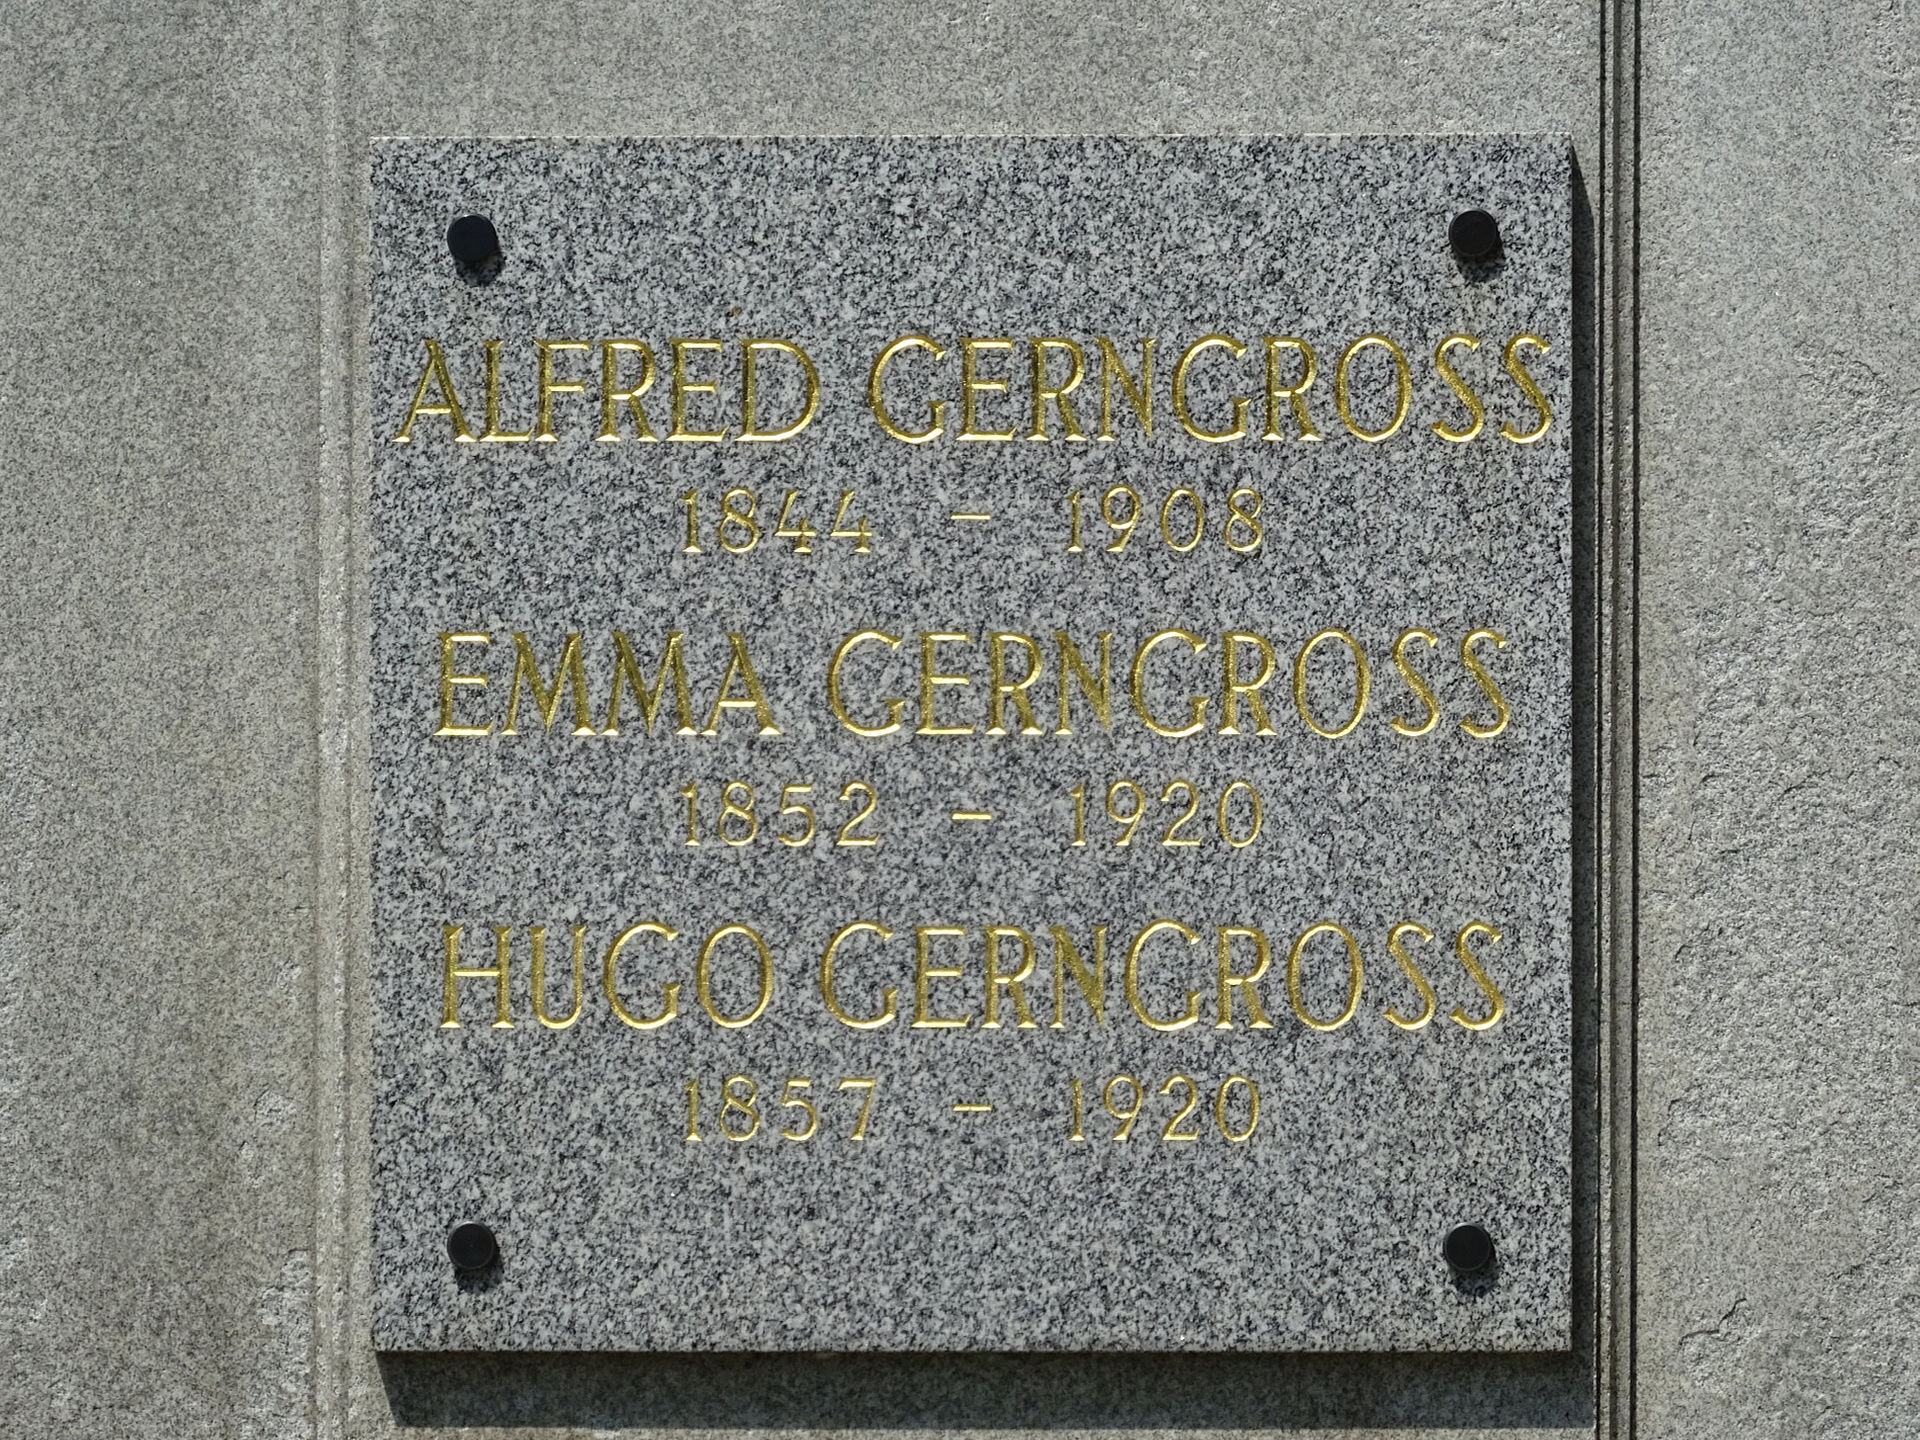 ALFRED GERNGROSS
1844 – 1908
EMMA GERNGROSS
1852 – 1920
HUGO GERNGROSS
1857 – 1920